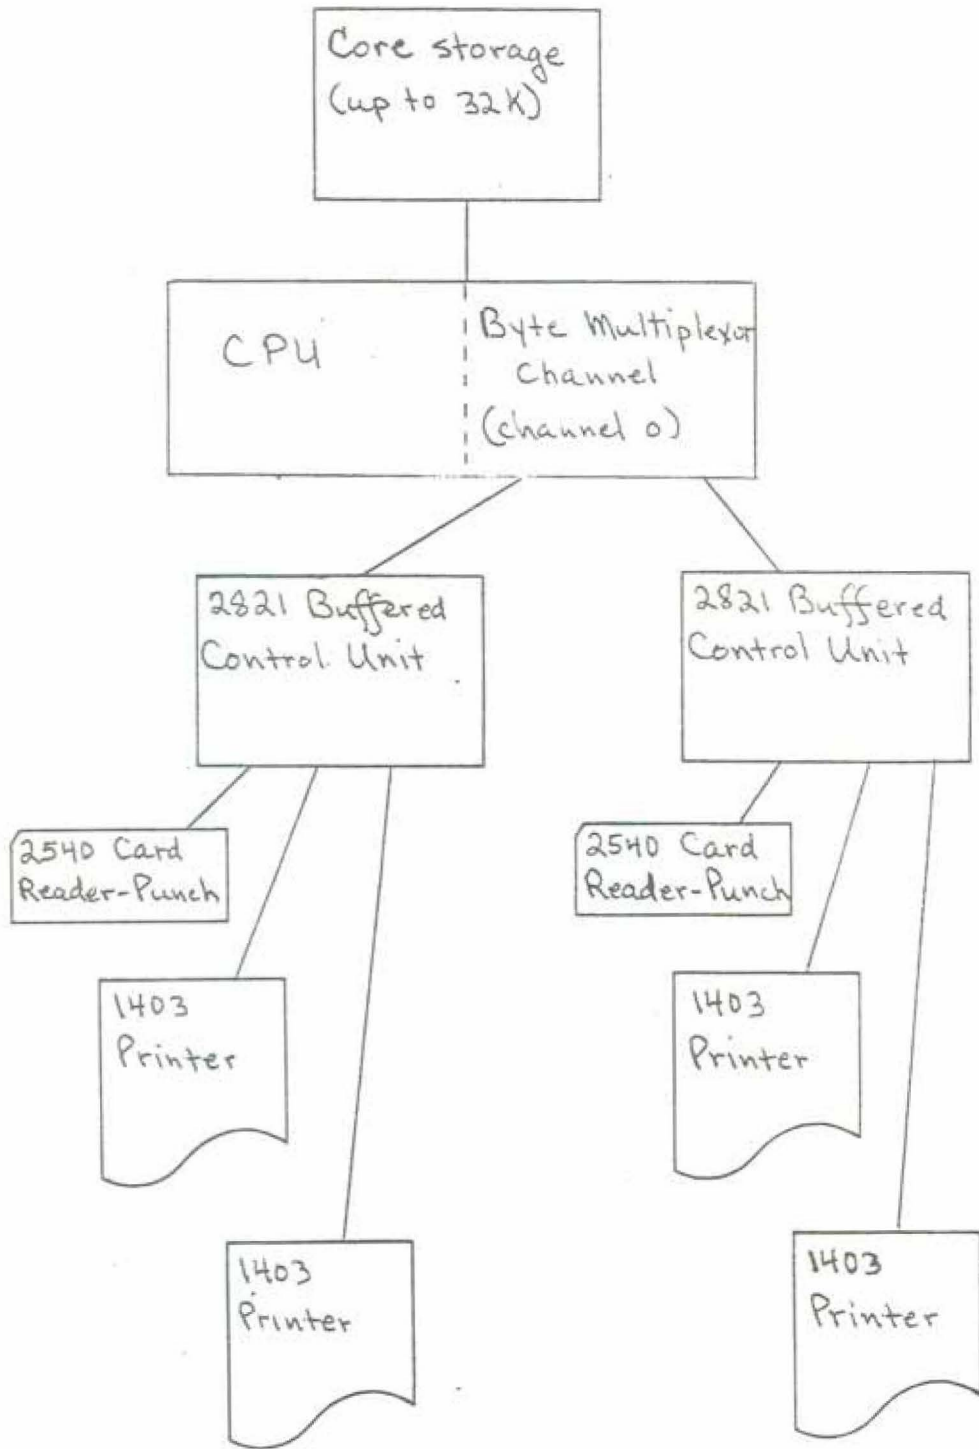 Core storage
(up to 32K)
CPU
Byte Multiplexor
Channel
(channel 0)
2821 Buffered
Control Unit
2821 Buffered
Control Unit
2540 Card
Reader-Punch
2540 Card
Reader-Punch
1403
Printer
1403
Printer
1403
Printer
1403
Printer